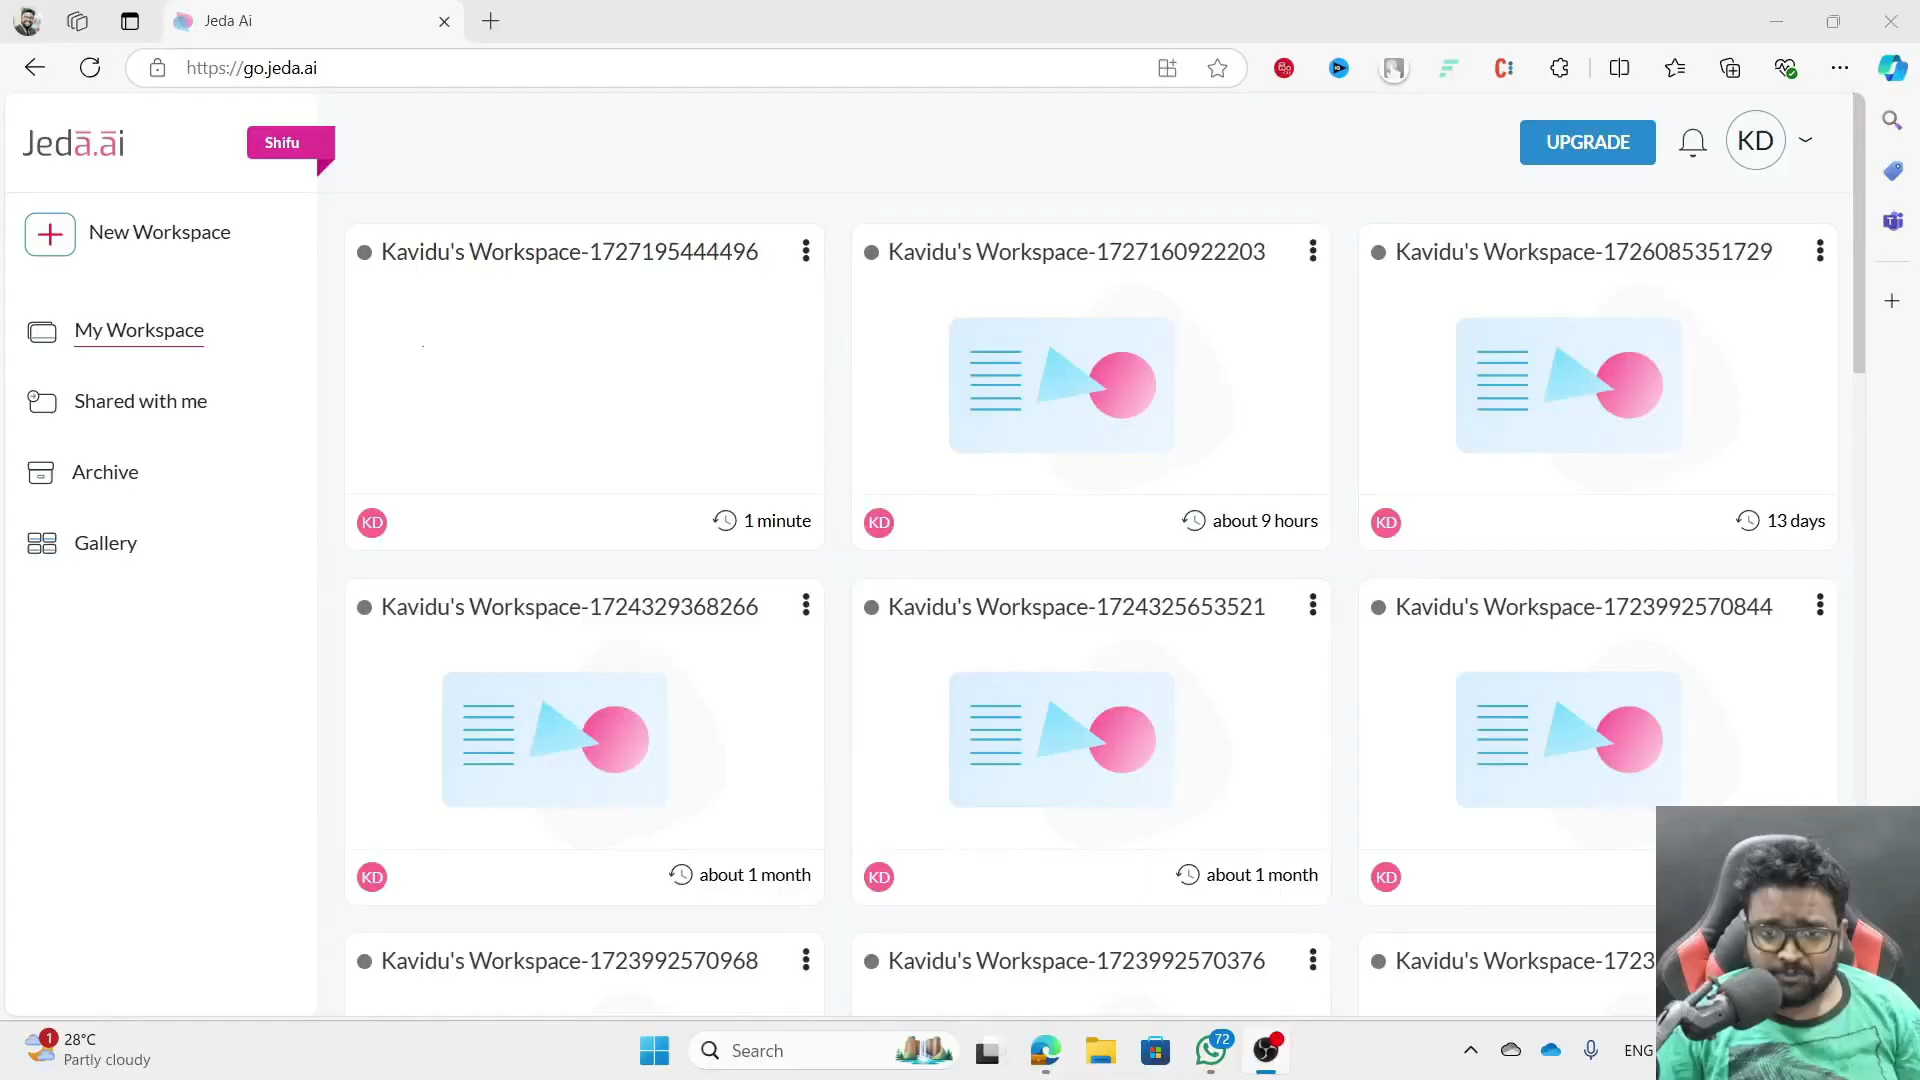 Jeda Ai
https://go.jeda.ai
Jedā.āi
Shifu
UPGRADE
KD
New Workspace
My Workspace
Shared with me
Archive
Gallery
Kavidu's Workspace-1727195444496
KD
1 minute
Kavidu's Workspace-1727160922203
KD
about 9 hours
Kavidu's Workspace-1726085351729
KD
13 days
Kavidu's Workspace-1724329368266
KD
about 1 month
Kavidu's Workspace-1724325653521
KD
about 1 month
Kavidu's Workspace-1723992570844
KD
Kavidu's Workspace-1723992570968
Kavidu's Workspace-1723992570376
Kavidu's Workspace-1723
1
28°C
Partly cloudy
Search
72
ENG